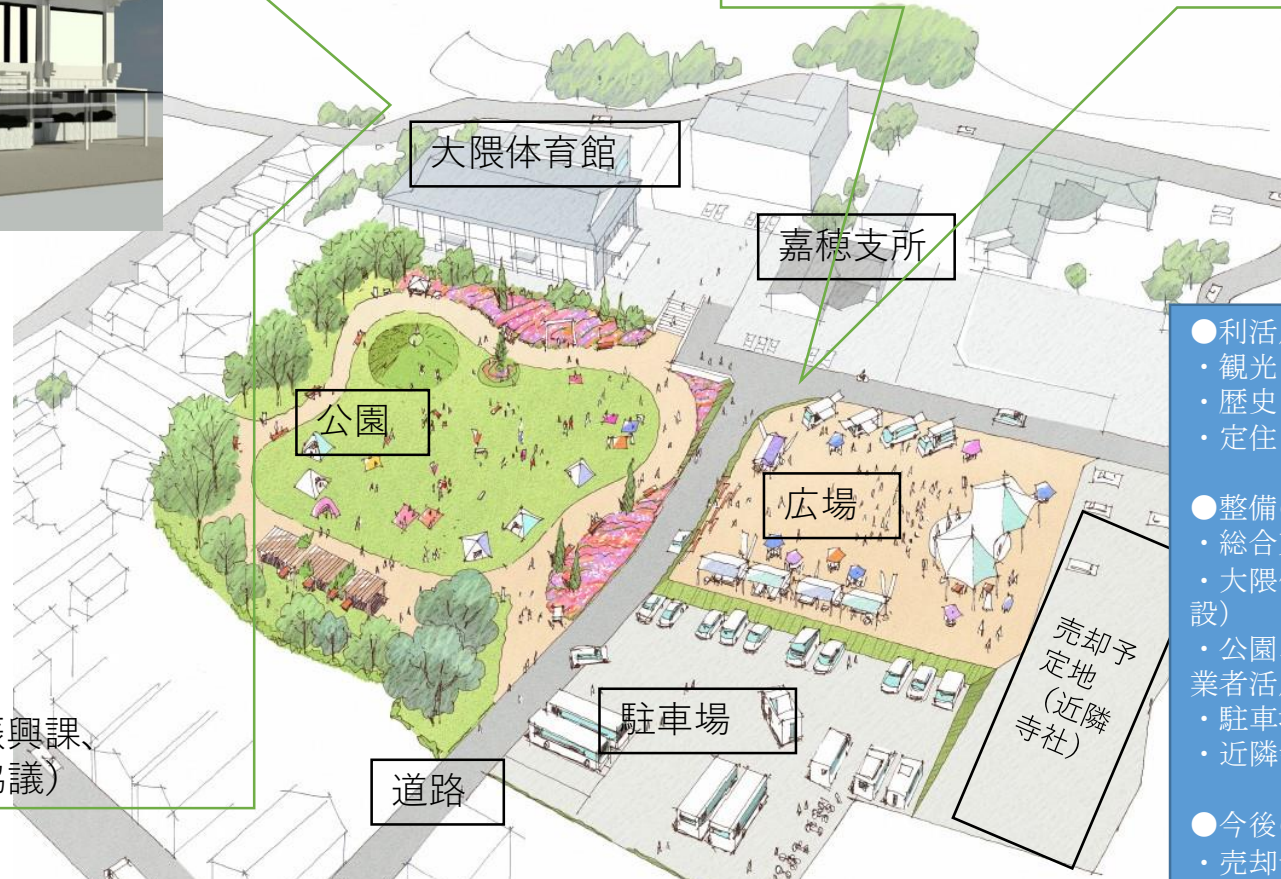 大隈体育館
嘉穂支所
公園
広場
売却予
定地
（近隣
寺社）
駐車場
道路
振興課、
協議）
●利活
・観光
・歴史
・定住
●整備
・総合
・大隈
設）
・公園
業者活
・駐車
・近隣
●今後
・売却